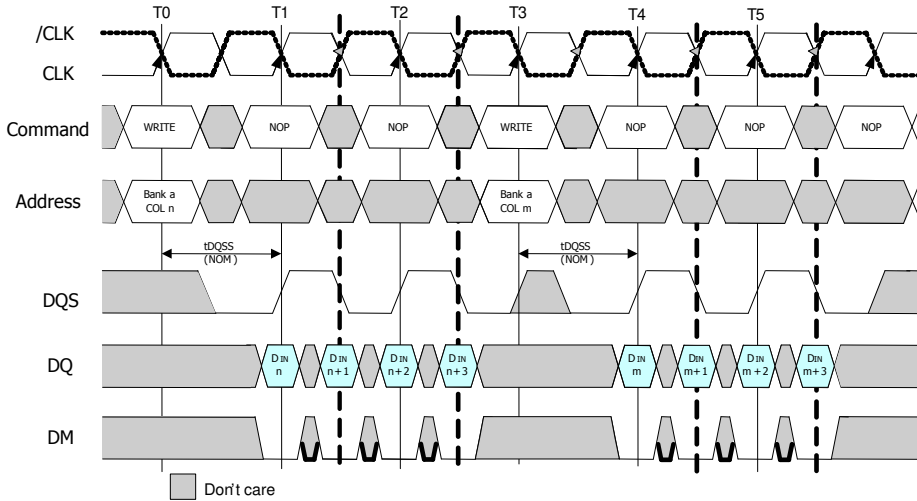 T0 T1 T2 T3 T4 T5
/CLK
CLK
Command WRITE NOP NOP WRITE NOP NOP NOP
Address Bank a COL n Bank a COL m
tDQSS (NOM) tDQSS (NOM)
DQS
DQ DIN n DIN n+1 DIN n+2 DIN n+3 DIN m DIN m+1 DIN m+2 DIN m+3
DM
Don't care